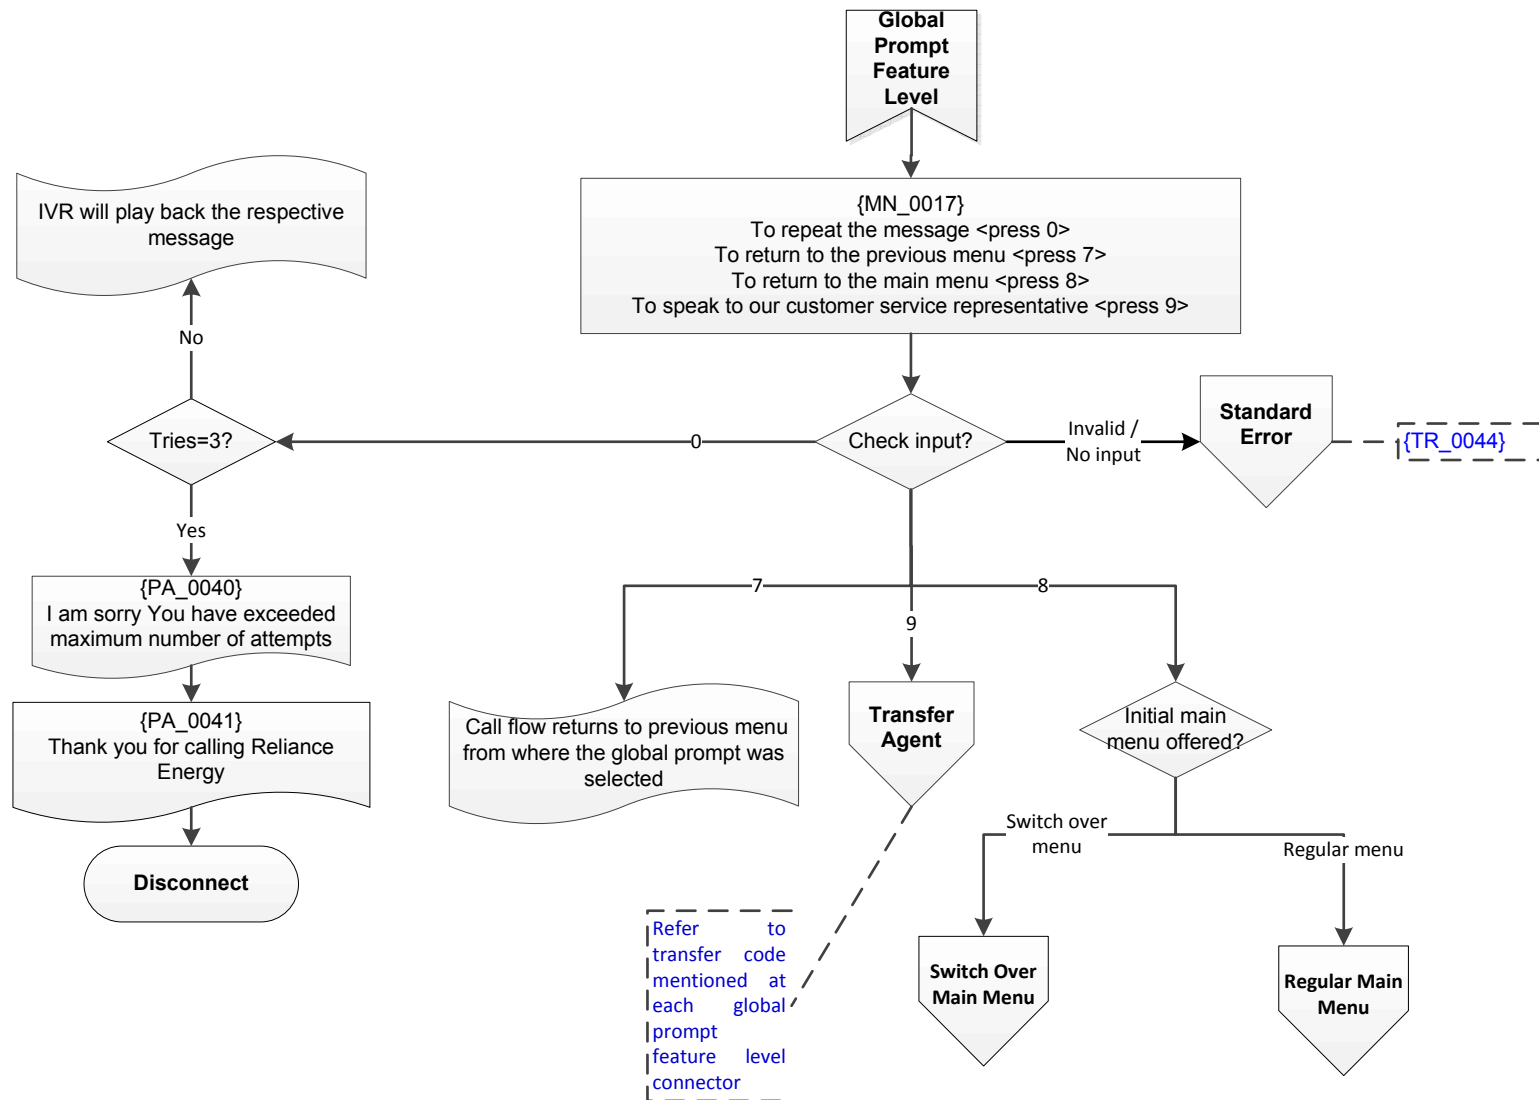 Global
Prompt
Feature
Level
{MN_0017}
To repeat the message <press 0>
To return to the previous menu <press 7>
To return to the main menu <press 8>
To speak to our customer service representative <press 9>
IVR will play back the respective
message
No
Tries=3?
0
Check input?
Invalid /
No input
Standard
Error
{TR_0044}
Yes
{PA_0040}
I am sorry You have exceeded
maximum number of attempts
{PA_0041}
Thank you for calling Reliance
Energy
Disconnect
7
9
8
Call flow returns to previous menu
from where the global prompt was
selected
Transfer
Agent
Initial main
menu offered?
Switch over
menu
Regular menu
Refer to
transfer code
mentioned at
each global
prompt
feature level
connector
Switch Over
Main Menu
Regular Main
Menu